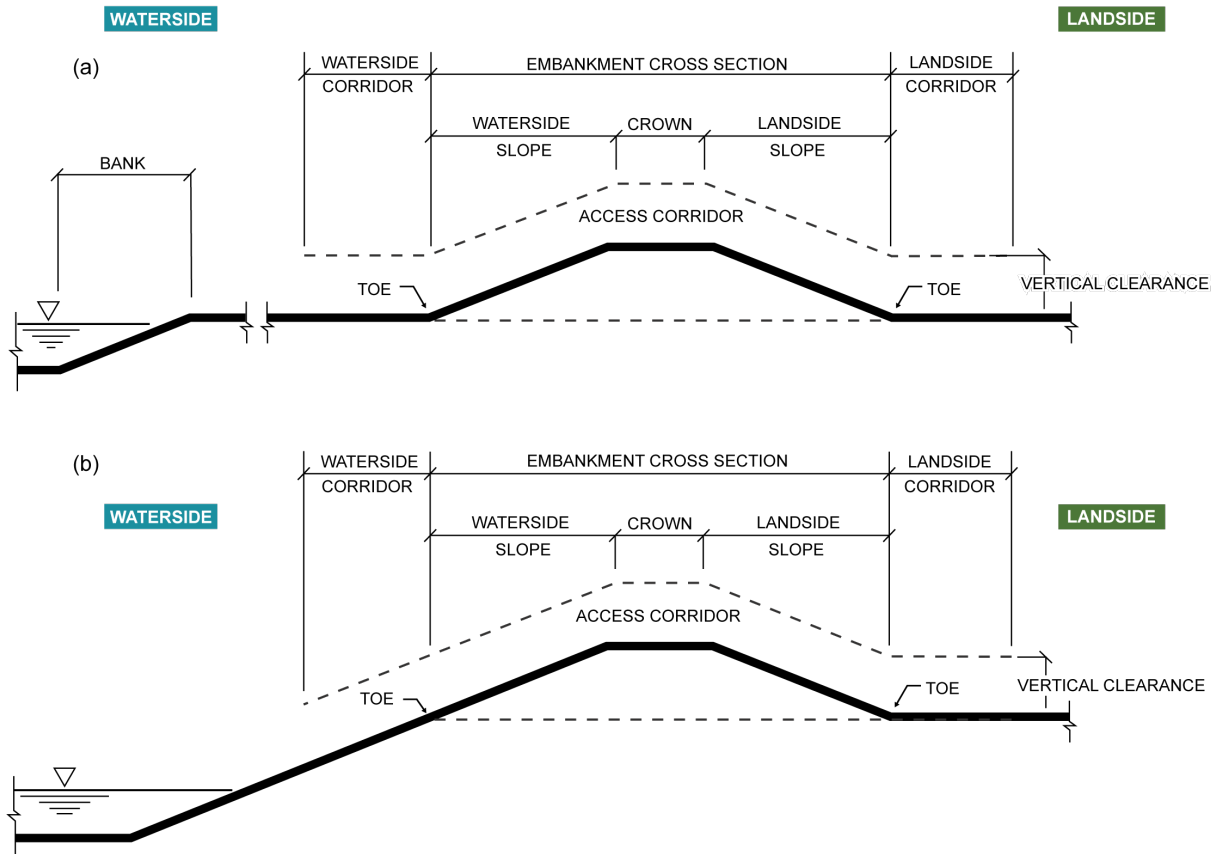 WATERSIDE
LANDSIDE
(a)
WATERSIDE
CORRIDOR
EMBANKMENT CROSS SECTION
LANDSIDE
CORRIDOR
WATERSIDE
SLOPE
CROWN
LANDSIDE
SLOPE
BANK
ACCESS CORRIDOR
TOE
TOE
VERTICAL CLEARANCE
(b)
WATERSIDE
CORRIDOR
EMBANKMENT CROSS SECTION
LANDSIDE
CORRIDOR
WATERSIDE
LANDSIDE
WATERSIDE
SLOPE
CROWN
LANDSIDE
SLOPE
ACCESS CORRIDOR
TOE
TOE
VERTICAL CLEARANCE